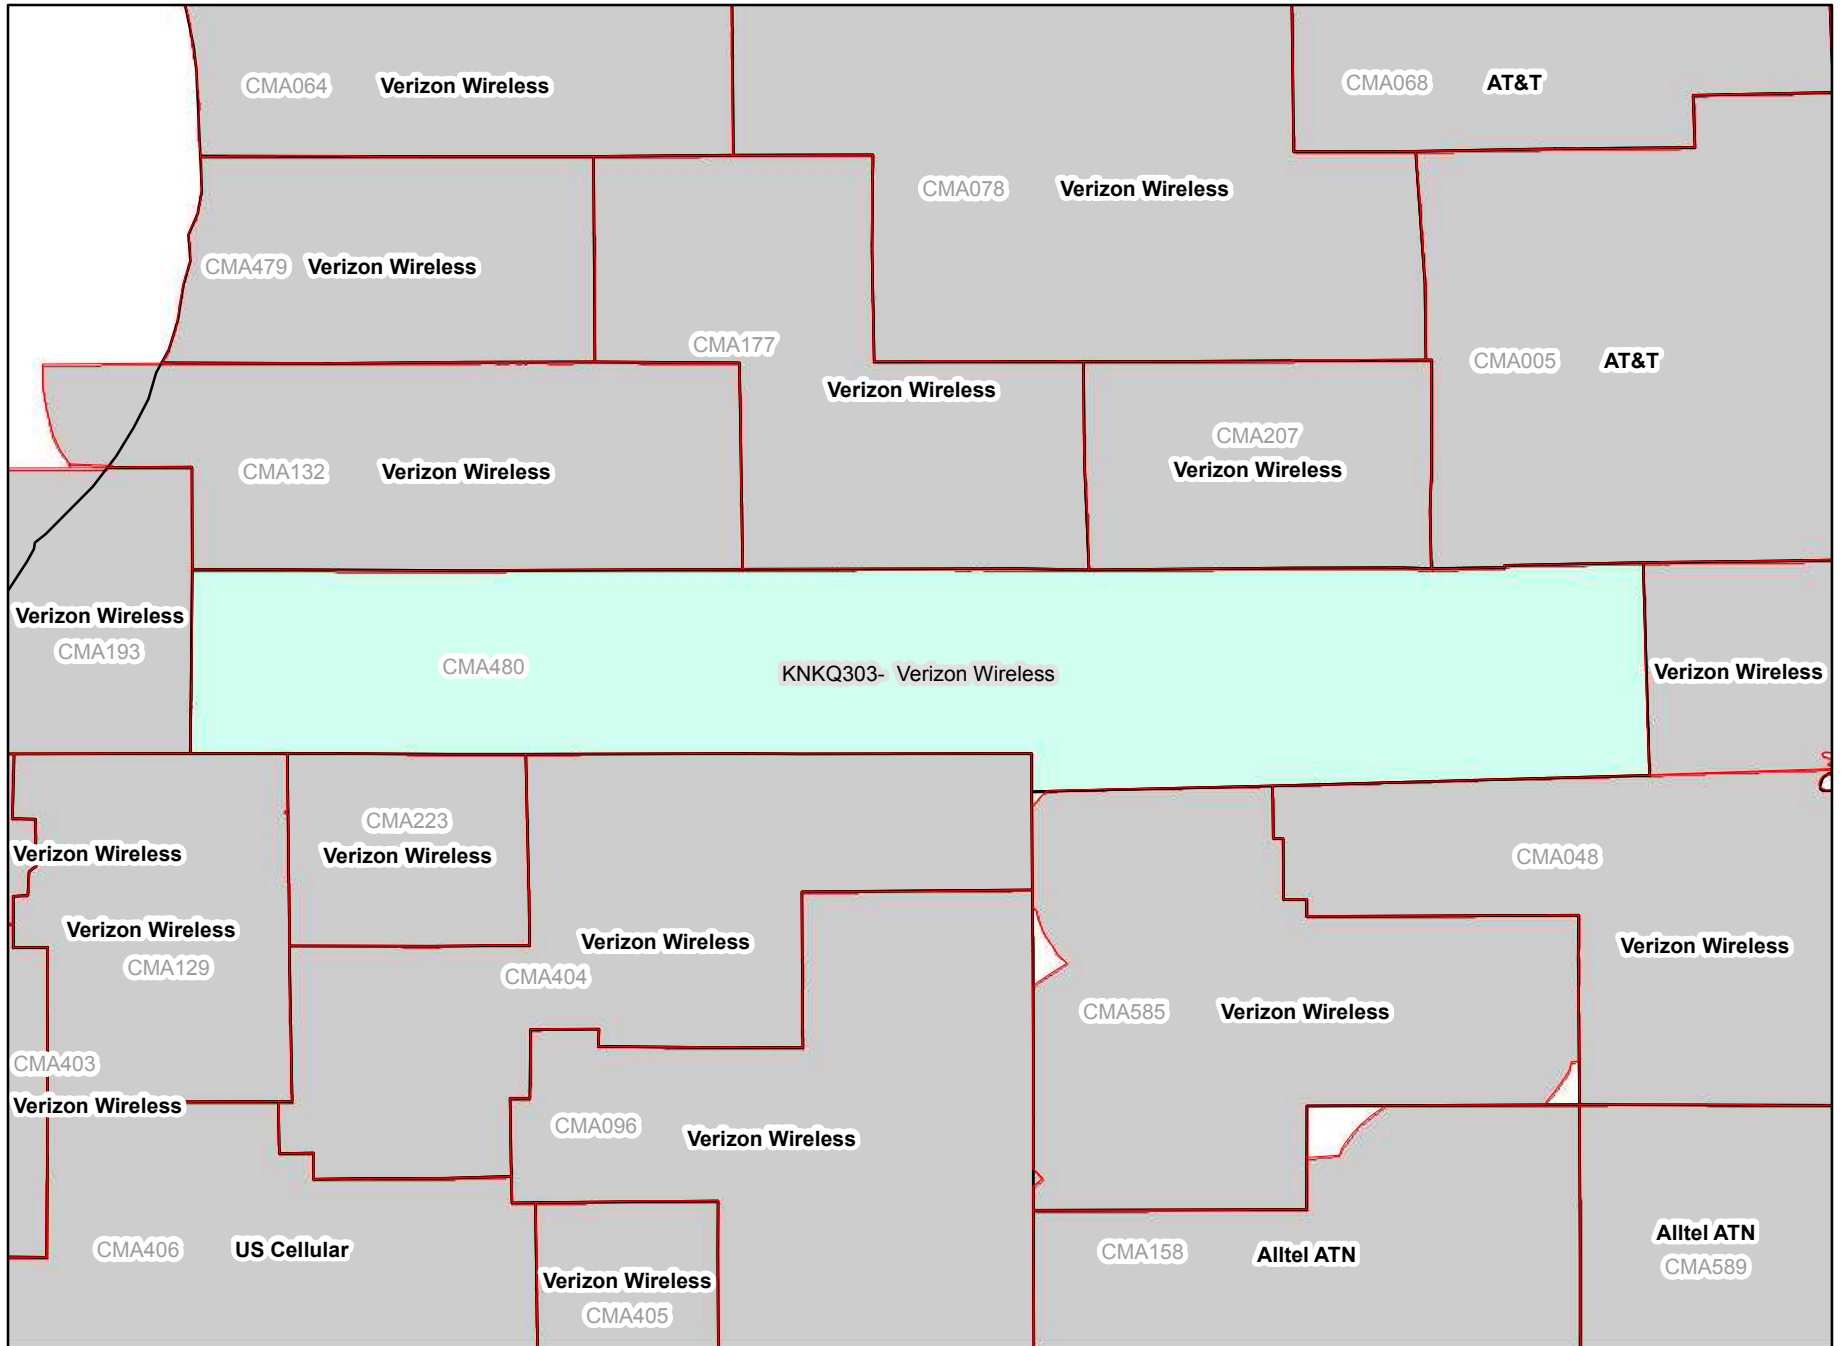 CMA064 Verizon Wireless
CMA068 AT&T
CMA078 Verizon Wireless
CMA479 Verizon Wireless
CMA177
Verizon Wireless
CMA005 AT&T
CMA207
Verizon Wireless
CMA132 Verizon Wireless
Verizon Wireless
CMA193
CMA480
KNKQ303- Verizon Wireless
Verizon Wireless
CMA223
Verizon Wireless
Verizon Wireless
CMA048
Verizon Wireless
Verizon Wireless
CMA129
Verizon Wireless
CMA404
CMA585 Verizon Wireless
CMA403
Verizon Wireless
CMA096
Verizon Wireless
CMA406 US Cellular
Verizon Wireless
CMA405
CMA158 Alltel ATN
Alltel ATN
CMA589